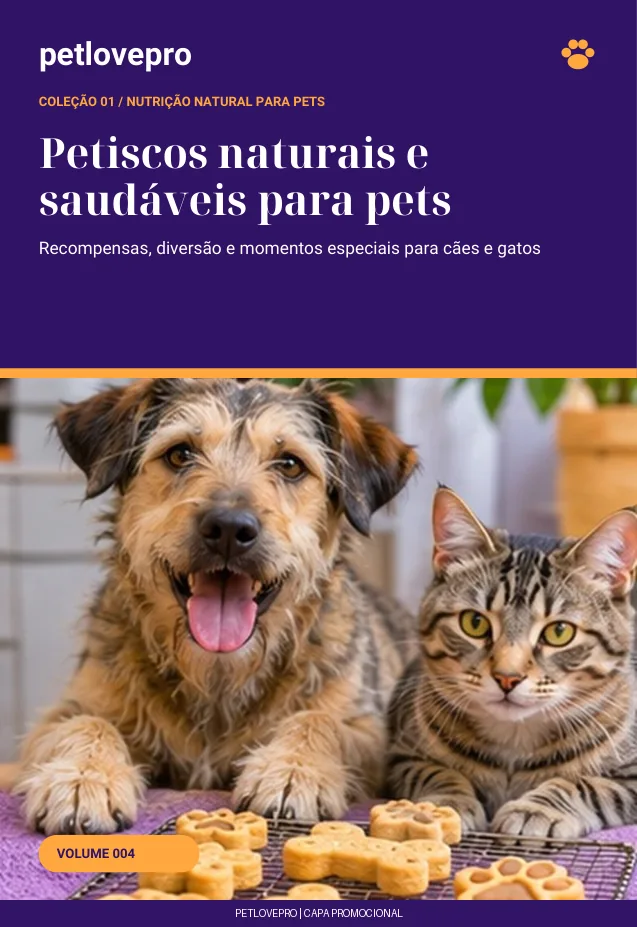 petlovepro
COLEÇÃO 01 / NUTRIÇÃO NATURAL PARA PETS
Petiscos naturais e
saudáveis para pets
Recompensas, diversão e momentos especiais para cães e gatos
VOLUME 004
PETLOVEPRO | CAPA PROMOCIONAL